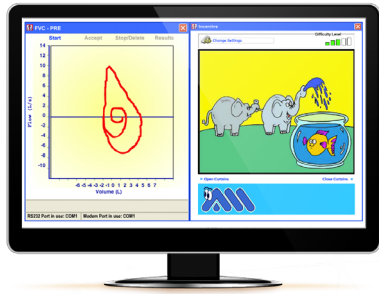 FVC - PRE
Start Accept Stop/Delete Results
14
12
10
8
6
4
2
0
-2
-4
-6
-8
-10
Flow (L/s)
-6 -5 -4 -3 -2 -1 0 1 2 3 4 5 6 7
Volume (L)
RS232 Port in use: COM1 Modem Port in use: COM1
Incentive
Change Settings
Difficulty Level
< Open Curtains Close Curtains <